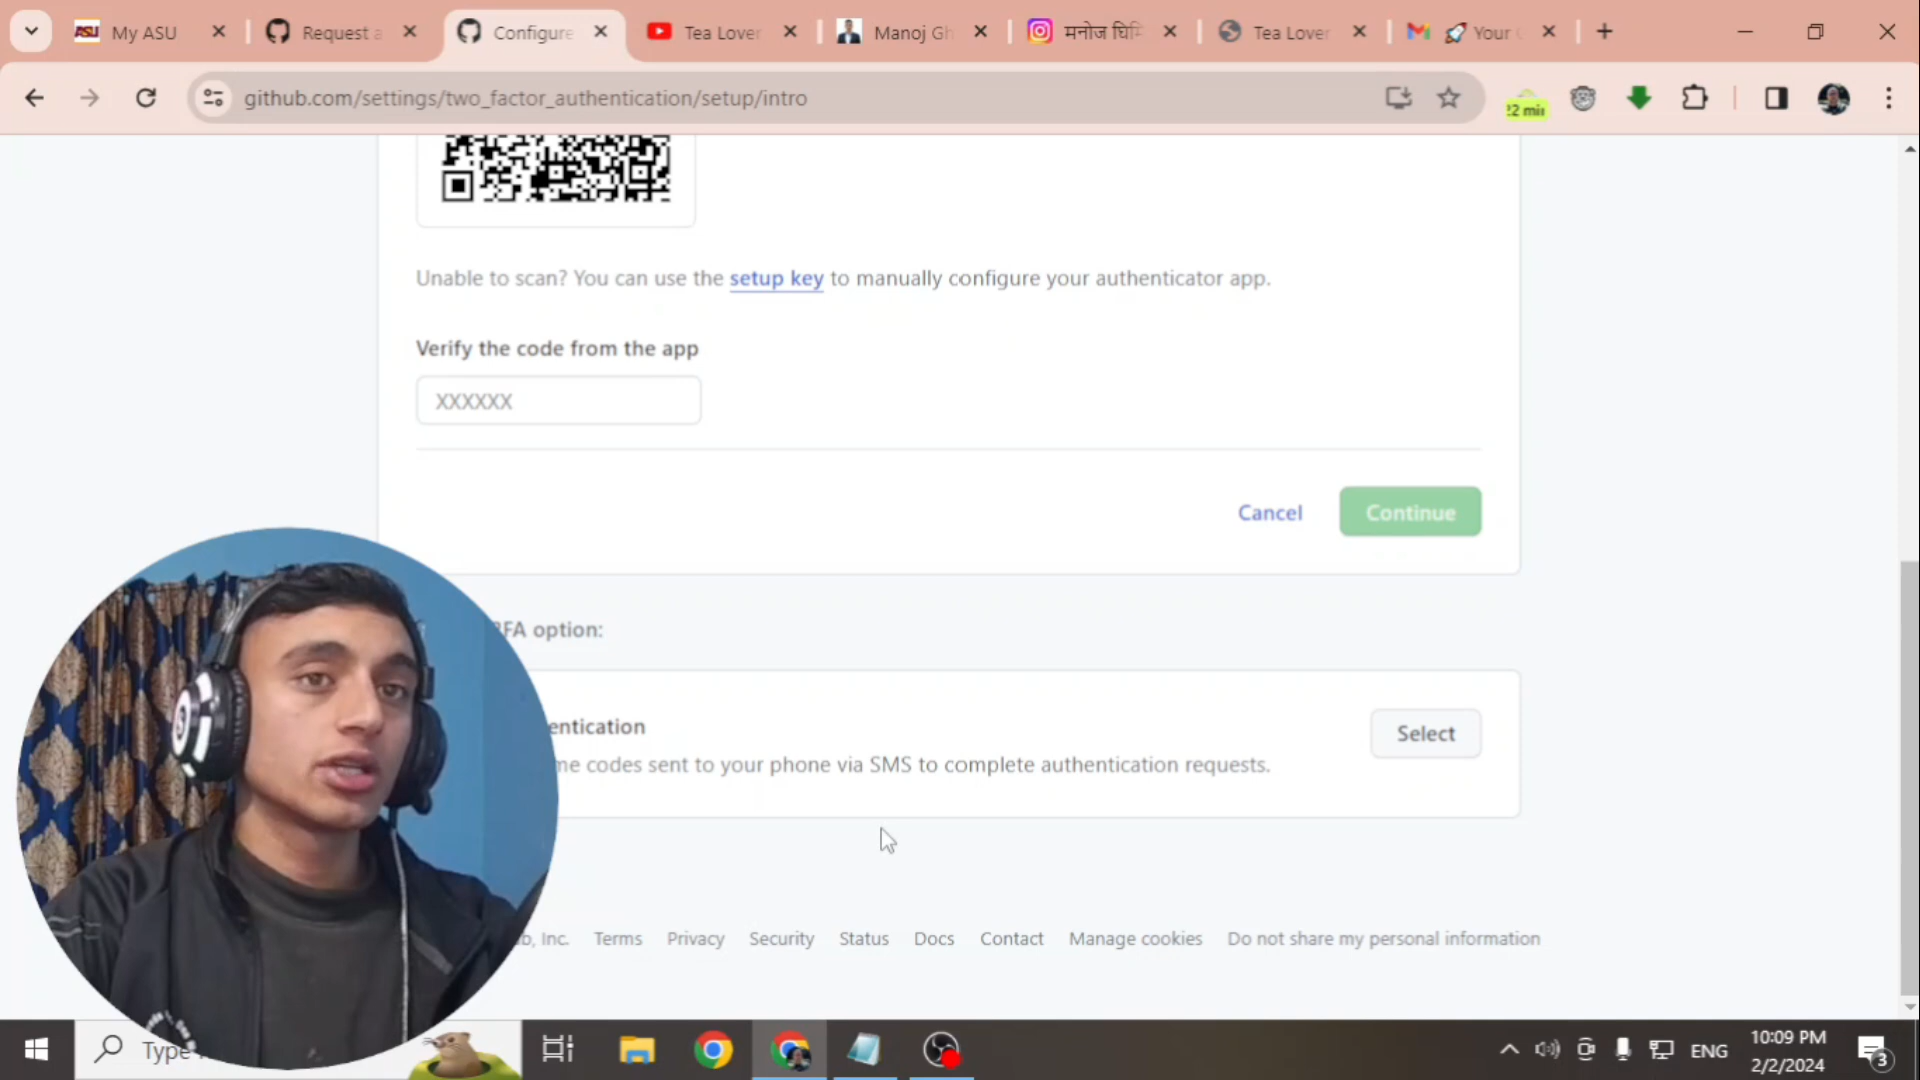 My ASU
Request a
Configure
Tea Lover
Manoj Gh
मनोज घिमि
Tea Lover
Your
github.com/settings/two_factor_authentication/setup/intro
22 min
Unable to scan? You can use the setup key to manually configure your authenticator app.
Verify the code from the app
XXXXXX
Cancel
Continue
FA option:
entication
Select
me codes sent to your phone via SMS to complete authentication requests.
b, Inc.
Terms
Privacy
Security
Status
Docs
Contact
Manage cookies
Do not share my personal information
Type
ENG
10:09 PM
2/2/2024
3